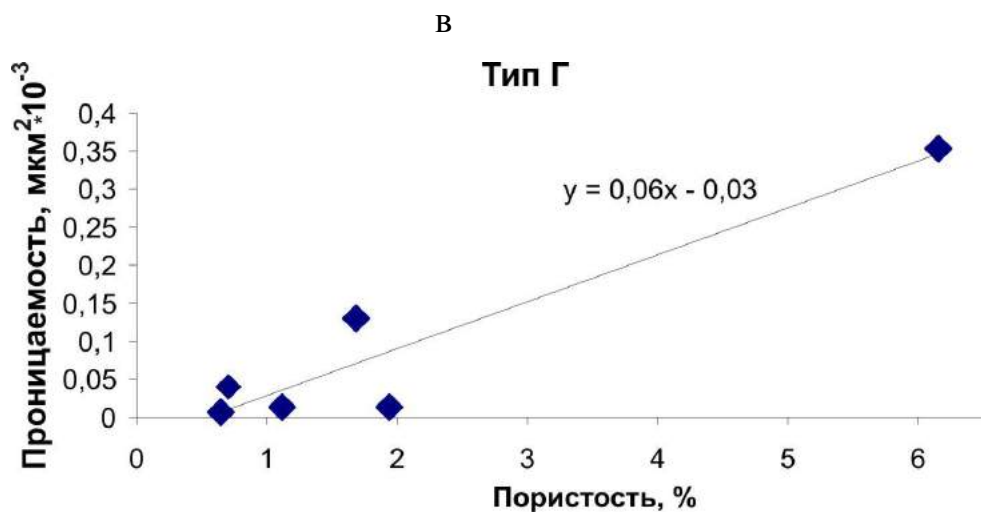 в
Тип Г
Проницаемость, мкм²*10⁻³
0,4
0,35
0,3
0,25
0,2
0,15
0,1
0,05
0
y = 0,06x - 0,03
0 1 2 3 4 5 6
Пористость, %